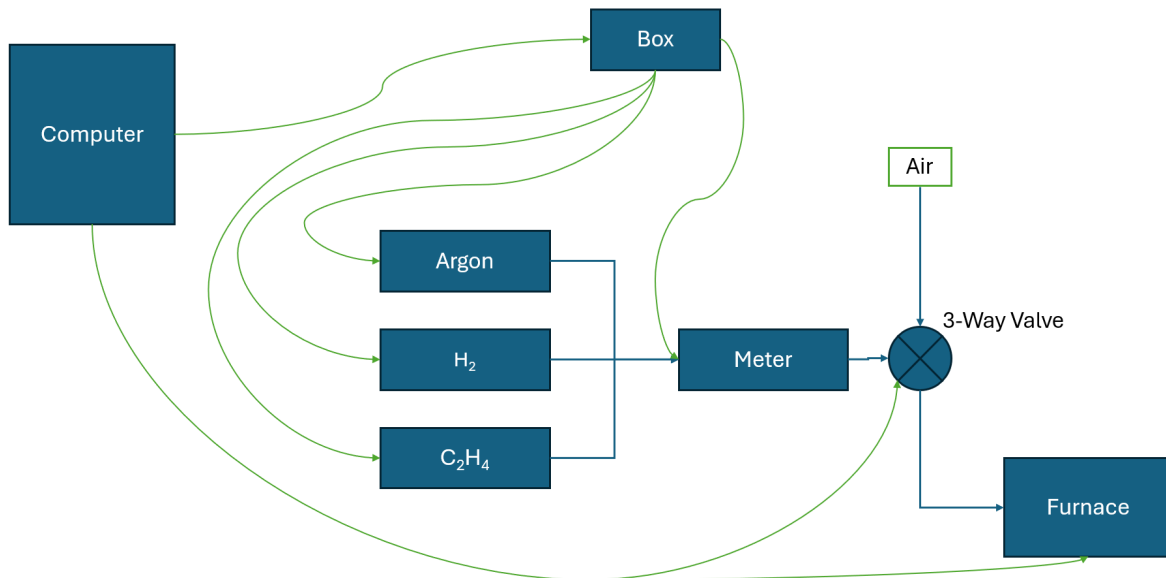 Box
Computer
Air
Argon
3-Way Valve
H₂
Meter
C₂H₄
Furnace